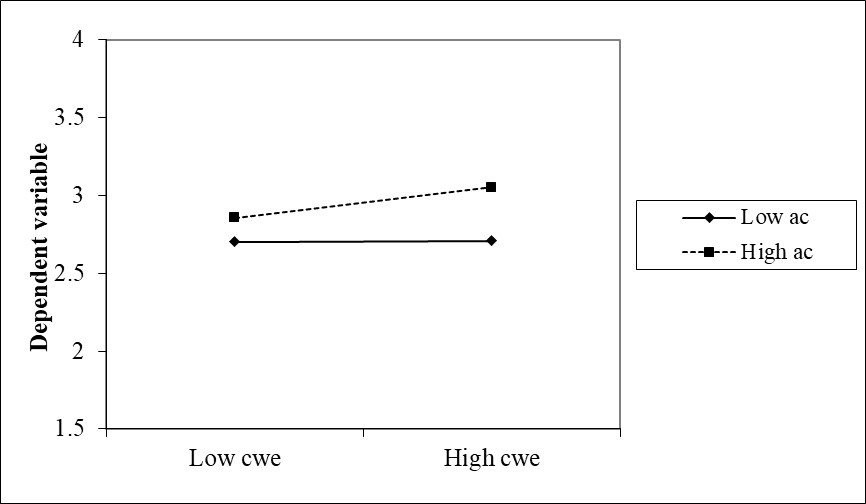 4
3.5
3
2.5
2
1.5
Dependent variable
Low cwe
High cwe
Low ac
High ac